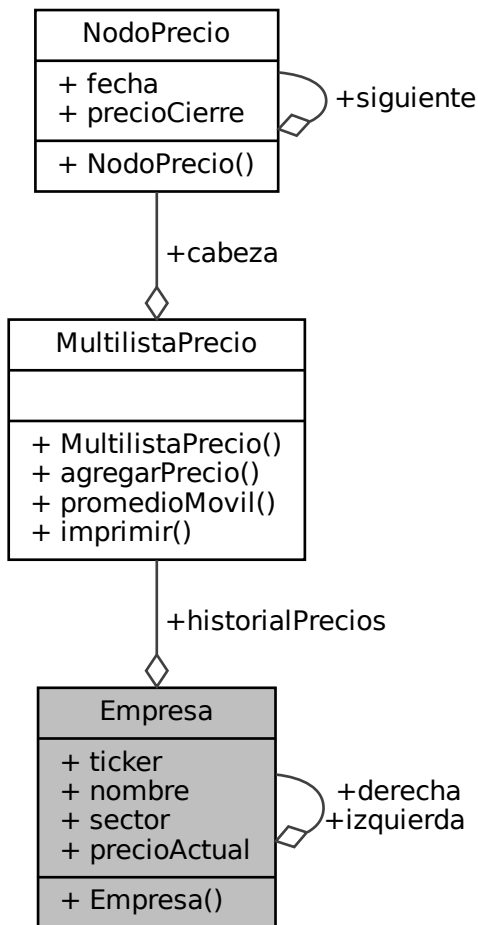 NodoPrecio
+ fecha
+ precioCierre
+ NodoPrecio()
+siguiente
+cabeza
MultilistaPrecio
+ MultilistaPrecio()
+ agregarPrecio()
+ promedioMovil()
+ imprimir()
+historialPrecios
Empresa
+ ticker
+ nombre
+ sector
+ precioActual
+ Empresa()
+derecha
+izquierda